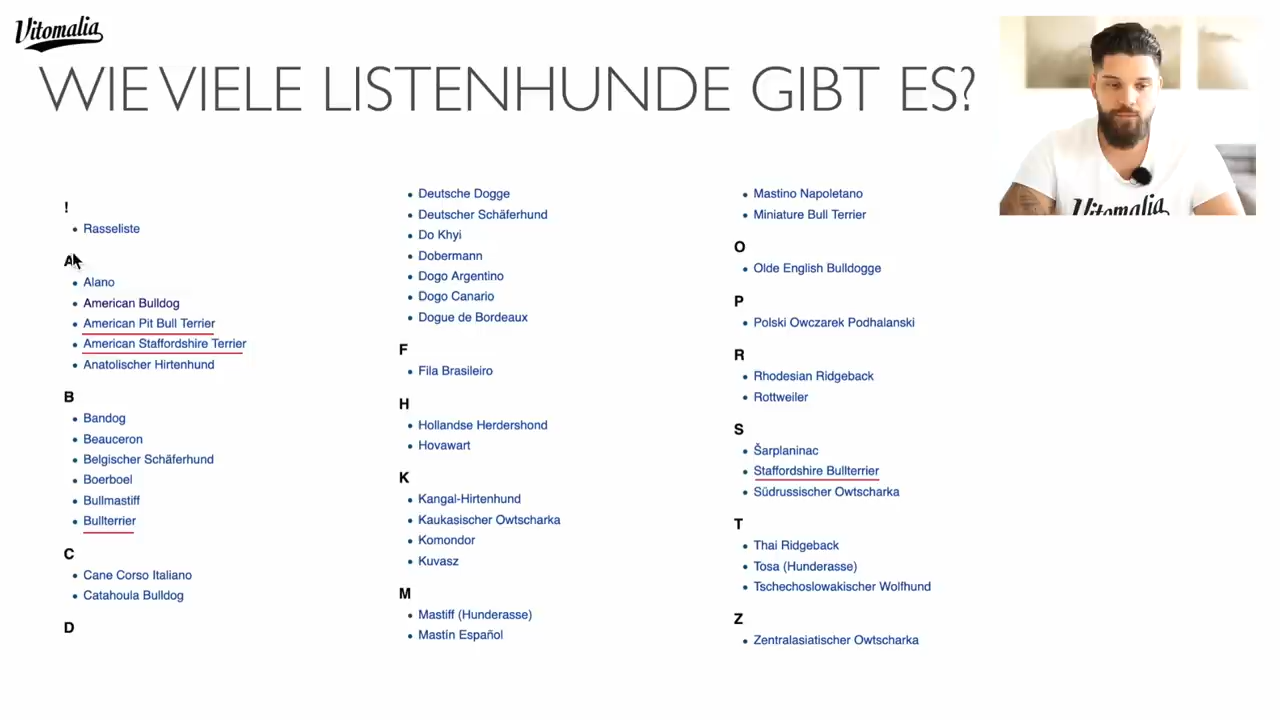 Vitomalia
WIE VIELE LISTENHUNDE GIBT ES?
!
Rasseliste
A
Alano
American Bulldog
American Pit Bull Terrier
American Staffordshire Terrier
Anatolischer Hirtenhund
B
Bandog
Beauceron
Belgischer Schäferhund
Boerboel
Bullmastiff
Bullterrier
C
Cane Corso Italiano
Catahoula Bulldog
D
Deutsche Dogge
Deutscher Schäferhund
Do Khyi
Dobermann
Dogo Argentino
Dogo Canario
Dogue de Bordeaux
F
Fila Brasileiro
H
Hollandse Herdershond
Hovawart
K
Kangal-Hirtenhund
Kaukasischer Owtscharka
Komondor
Kuvasz
M
Mastiff (Hunderasse)
Mastín Español
Mastino Napoletano
Miniature Bull Terrier
O
Olde English Bulldogge
P
Polski Owczarek Podhalanski
R
Rhodesian Ridgeback
Rottweiler
S
Šarplaninac
Staffordshire Bullterrier
Südrussischer Owtscharka
T
Thai Ridgeback
Tosa (Hunderasse)
Tschechoslowakischer Wolfhund
Z
Zentralasiatischer Owtscharka
Vitomalia